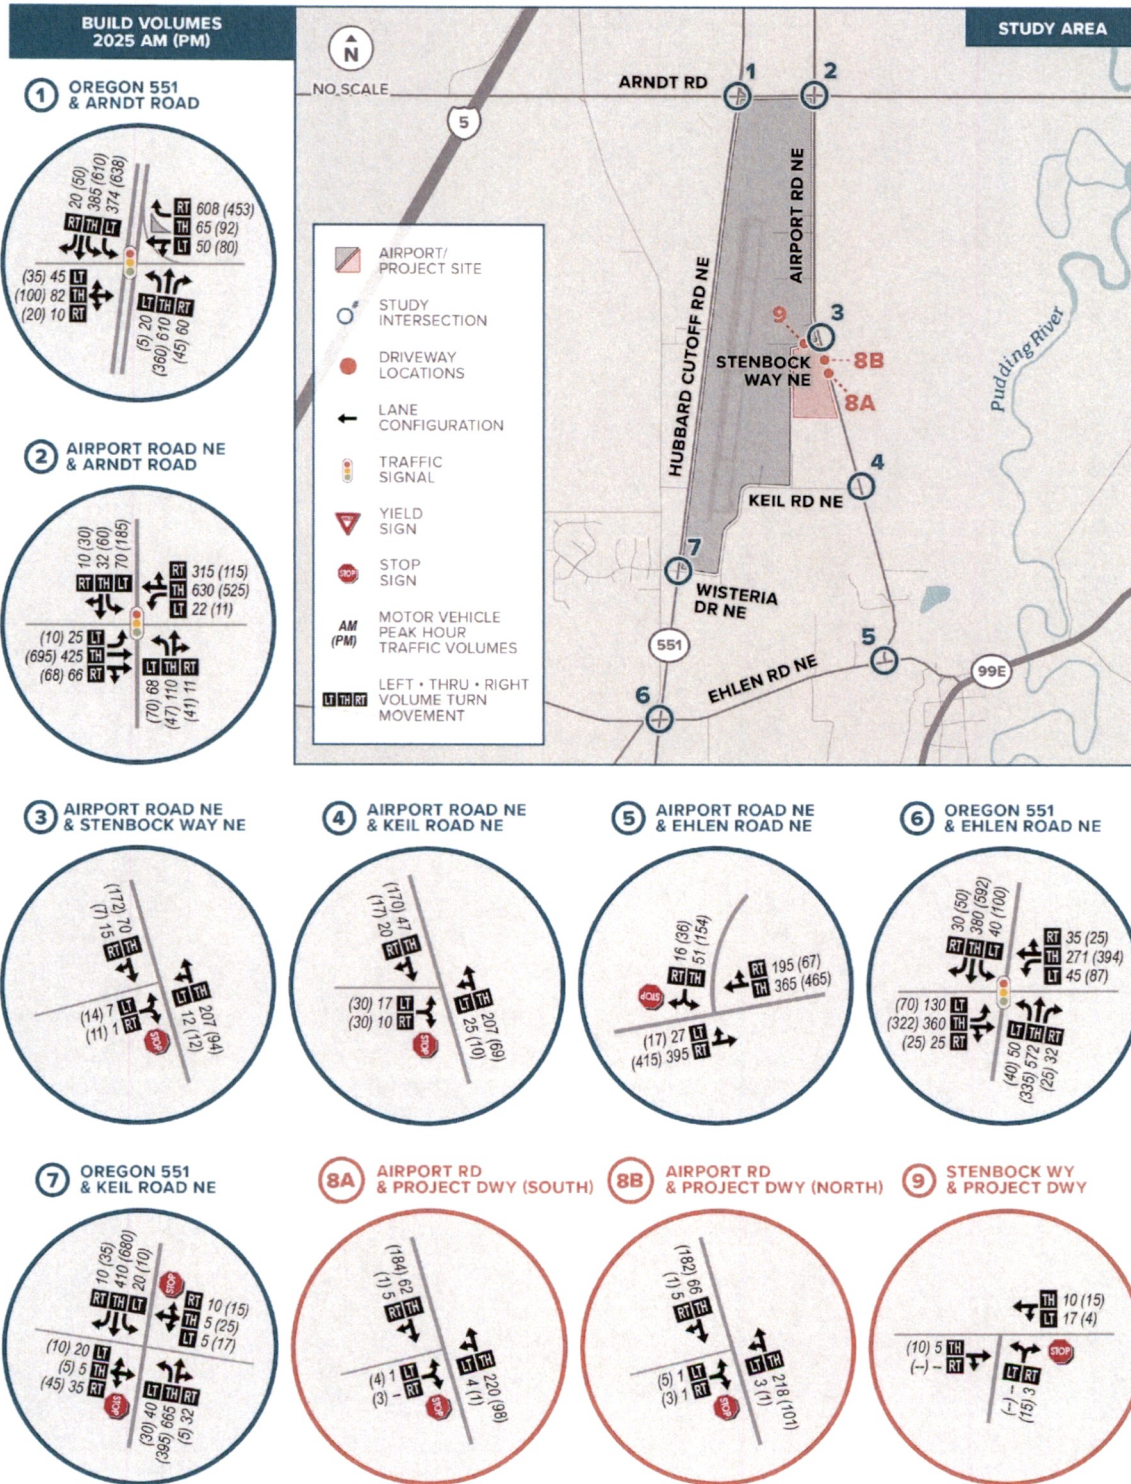 BUILD VOLUMES
2025 AM (PM)
STUDY AREA
N
NO SCALE
5
ARNDT RD
1
2
AIRPORT RD NE
HUBBARD CUTOFF RD NE
9
3
STENBOCK
WAY NE
8B
8A
4
KEIL RD NE
7
WISTERIA
DR NE
551
5
6
EHLEN RD NE
99E
Pudding River
AIRPORT/
PROJECT SITE
STUDY
INTERSECTION
DRIVEWAY
LOCATIONS
LANE
CONFIGURATION
TRAFFIC
SIGNAL
YIELD
SIGN
STOP
STOP
SIGN
AM
(PM)
MOTOR VEHICLE
PEAK HOUR
TRAFFIC VOLUMES
LT TH RT
LEFT • THRU • RIGHT
VOLUME TURN
MOVEMENT
1 OREGON 551
& ARNDT ROAD
20 (50)
385 (610)
374 (638)
RT TH LT
RT 608 (453)
TH 65 (92)
LT 50 (80)
(35) 45 LT
(100) 82 TH
(20) 10 RT
LT TH RT
(5) 20
(360) 610
(45) 60
2 AIRPORT ROAD NE
& ARNDT ROAD
10 (30)
32 (60)
70 (185)
RT TH LT
RT 315 (115)
TH 630 (525)
LT 22 (11)
(10) 25 LT
(695) 425 TH
(68) 66 RT
LT TH RT
(70) 68
(47) 110
(41) 11
3 AIRPORT ROAD NE
& STENBOCK WAY NE
(172) 70
(7) 15
RT TH
(14) 7 LT
(11) 1 RT
STOP
LT TH
207 (94)
12 (12)
4 AIRPORT ROAD NE
& KEIL ROAD NE
(170) 47
(17) 20
RT TH
(30) 17 LT
(30) 10 RT
STOP
LT TH
207 (69)
25 (10)
5 AIRPORT ROAD NE
& EHLEN ROAD NE
16 (36)
51 (154)
RT TH
STOP
RT 195 (67)
TH 365 (465)
(17) 27 LT
(415) 395 RT
6 OREGON 551
& EHLEN ROAD NE
30 (50)
380 (592)
40 (100)
RT TH LT
RT 35 (25)
TH 271 (394)
LT 45 (87)
(70) 130 LT
(322) 360 TH
(25) 25 RT
LT TH RT
(40) 50
(335) 572
(25) 32
7 OREGON 551
& KEIL ROAD NE
10 (35)
410 (680)
20 (10)
RT TH LT
STOP
RT 10 (15)
TH 5 (25)
LT 5 (17)
(10) 20 LT
(5) 5 TH
(45) 35 RT
STOP
LT TH RT
(30) 40
(395) 665
(5) 32
8A AIRPORT RD
& PROJECT DWY (SOUTH)
(184) 62
(1) 5
RT TH
(4) 1 LT
(3) - RT
STOP
LT TH
220 (98)
4 (1)
8B AIRPORT RD
& PROJECT DWY (NORTH)
(182) 66
(1) 5
RT TH
(5) 1 LT
(3) 1 RT
STOP
LT TH
218 (101)
3 (1)
9 STENBOCK WY
& PROJECT DWY
TH 10 (15)
LT 17 (4)
(10) 5 TH
(--) - RT
LT RT
STOP
(--) -
(15) 3